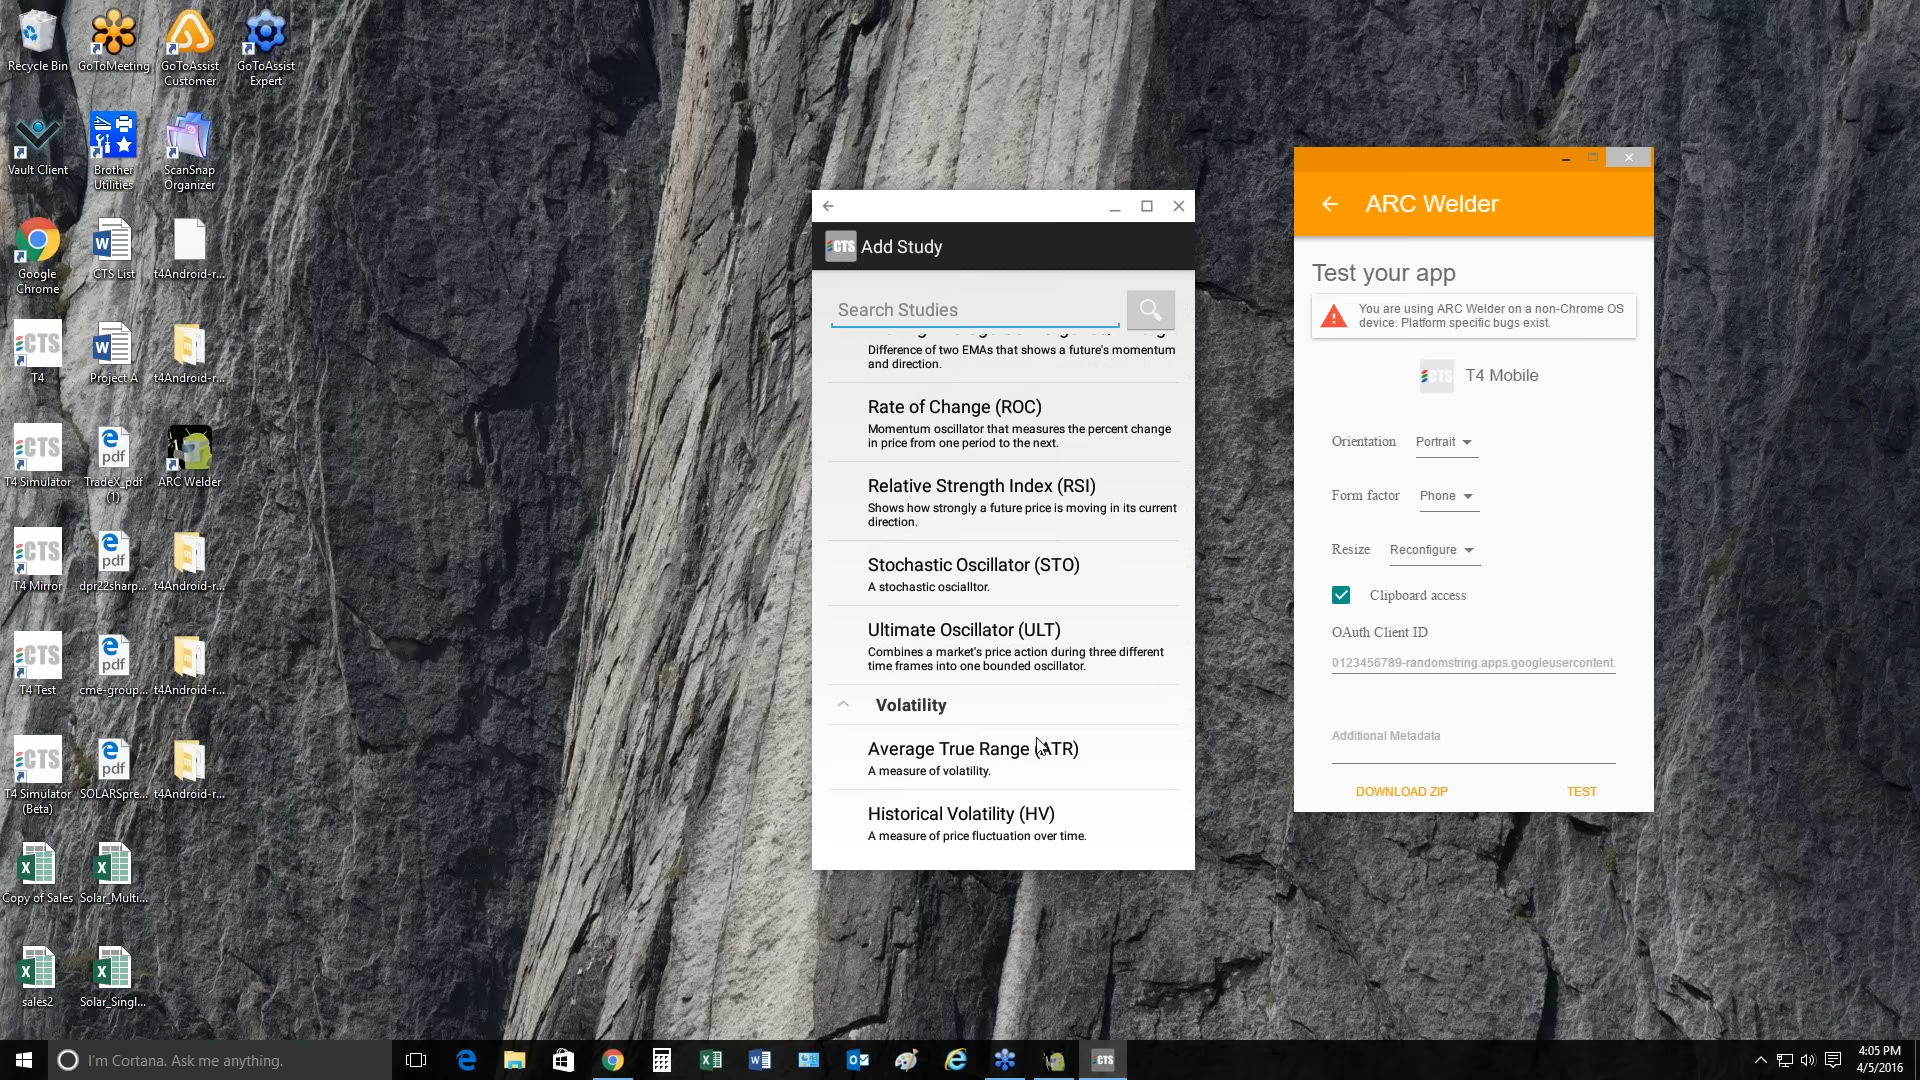 Recycle Bin
GoToMeeting
GoToAssist
Customer
GoToAssist
Expert
Vault Client
Brother
Utilities
ScanSnap
Organizer
Google
Chrome
CTS List
t4Android-r...
T4
Project A
t4Android-r...
T4 Simulator
TradeX_pdf
(1)
ARC Welder
T4 Mirror
dpr22sharp...
t4Android-r...
T4 Test
cme-group...
t4Android-r...
T4 Simulator
(Beta)
SOLARSpre...
t4Android-r...
Copy of Sales
Solar_Multi...
sales2
Solar_Singl...
CTS
Add Study
Search Studies
Difference of two EMAs that shows a future's momentum
and direction.
Rate of Change (ROC)
Momentum oscillator that measures the percent change
in price from one period to the next.
Relative Strength Index (RSI)
Shows how strongly a future price is moving in its current
direction.
Stochastic Oscillator (STO)
A stochastic oscialltor.
Ultimate Oscillator (ULT)
Combines a market's price action during three different
time frames into one bounded oscillator.
Volatility
Average True Range (ATR)
A measure of volatility.
Historical Volatility (HV)
A measure of price fluctuation over time.
ARC Welder
Test your app
You are using ARC Welder on a non-Chrome OS
device. Platform specific bugs exist.
CTS
T4 Mobile
Orientation Portrait
Form factor Phone
Resize Reconfigure
Clipboard access
OAuth Client ID
0123456789-randomstring.apps.googleusercontent.
Additional Metadata
DOWNLOAD ZIP TEST
I'm Cortana. Ask me anything.
CTS
4:05 PM
4/5/2016